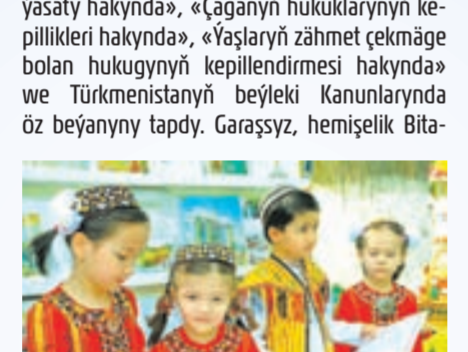 ýasaty hakynda», «Çaganyň hukuklarynyň ke-
pillikleri hakynda», «Ýaşlaryň zähmet çekmäge
bolan hukugynyň kepillendirmesi hakynda»
we Türkmenistanyň beýleki Kanunlarynda
öz beýanyny tapdy. Garaşsyz, hemişelik Bita-